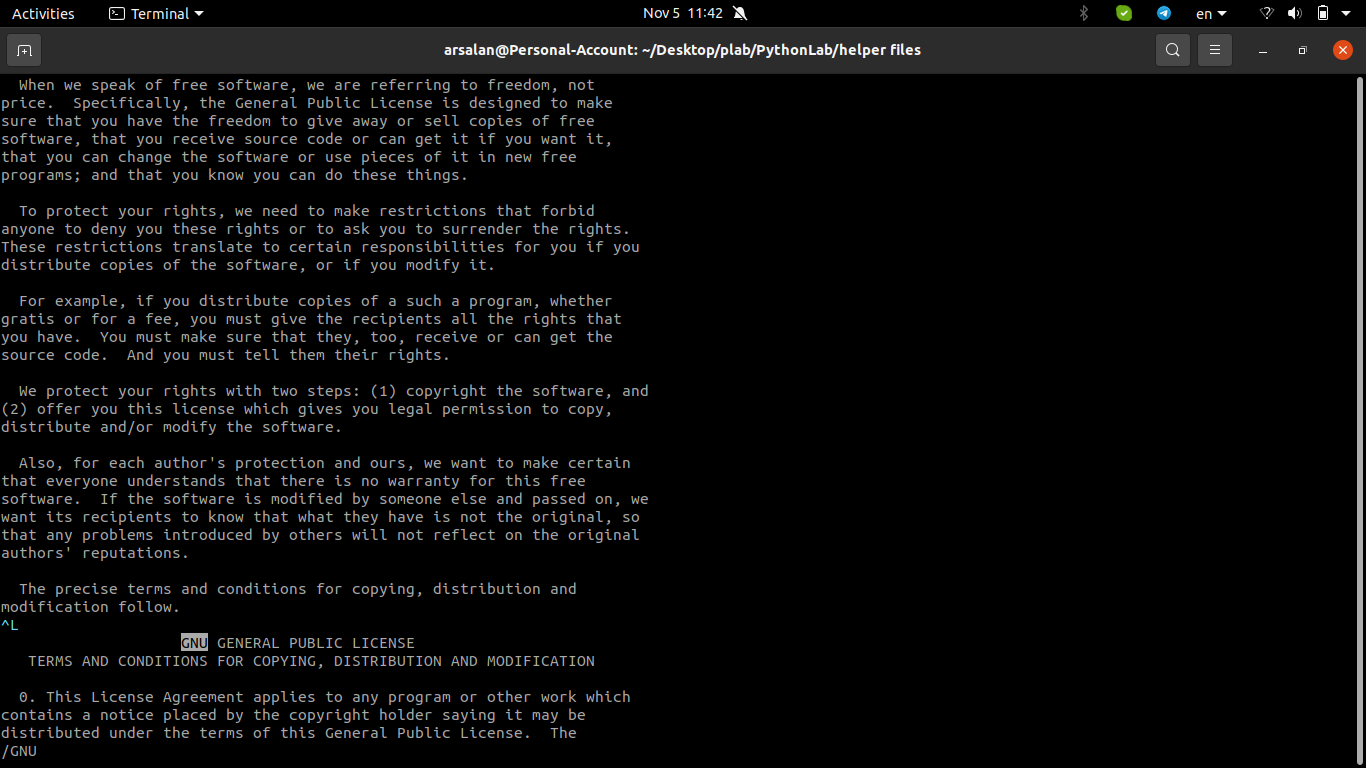 Activities Terminal Nov 5 11:42 en
arsalan@Personal-Account: ~/Desktop/plab/PythonLab/helper files
  When we speak of free software, we are referring to freedom, not
price.  Specifically, the General Public License is designed to make
sure that you have the freedom to give away or sell copies of free
software, that you receive source code or can get it if you want it,
that you can change the software or use pieces of it in new free
programs; and that you know you can do these things.

  To protect your rights, we need to make restrictions that forbid
anyone to deny you these rights or to ask you to surrender the rights.
These restrictions translate to certain responsibilities for you if you
distribute copies of the software, or if you modify it.

  For example, if you distribute copies of a such a program, whether
gratis or for a fee, you must give the recipients all the rights that
you have.  You must make sure that they, too, receive or can get the
source code.  And you must tell them their rights.

  We protect your rights with two steps: (1) copyright the software, and
(2) offer you this license which gives you legal permission to copy,
distribute and/or modify the software.

  Also, for each author's protection and ours, we want to make certain
that everyone understands that there is no warranty for this free
software.  If the software is modified by someone else and passed on, we
want its recipients to know that what they have is not the original, so
that any problems introduced by others will not reflect on the original
authors' reputations.

  The precise terms and conditions for copying, distribution and
modification follow.
^L
                    GNU GENERAL PUBLIC LICENSE
   TERMS AND CONDITIONS FOR COPYING, DISTRIBUTION AND MODIFICATION

  0. This License Agreement applies to any program or other work which
contains a notice placed by the copyright holder saying it may be
distributed under the terms of this General Public License.  The
/GNU